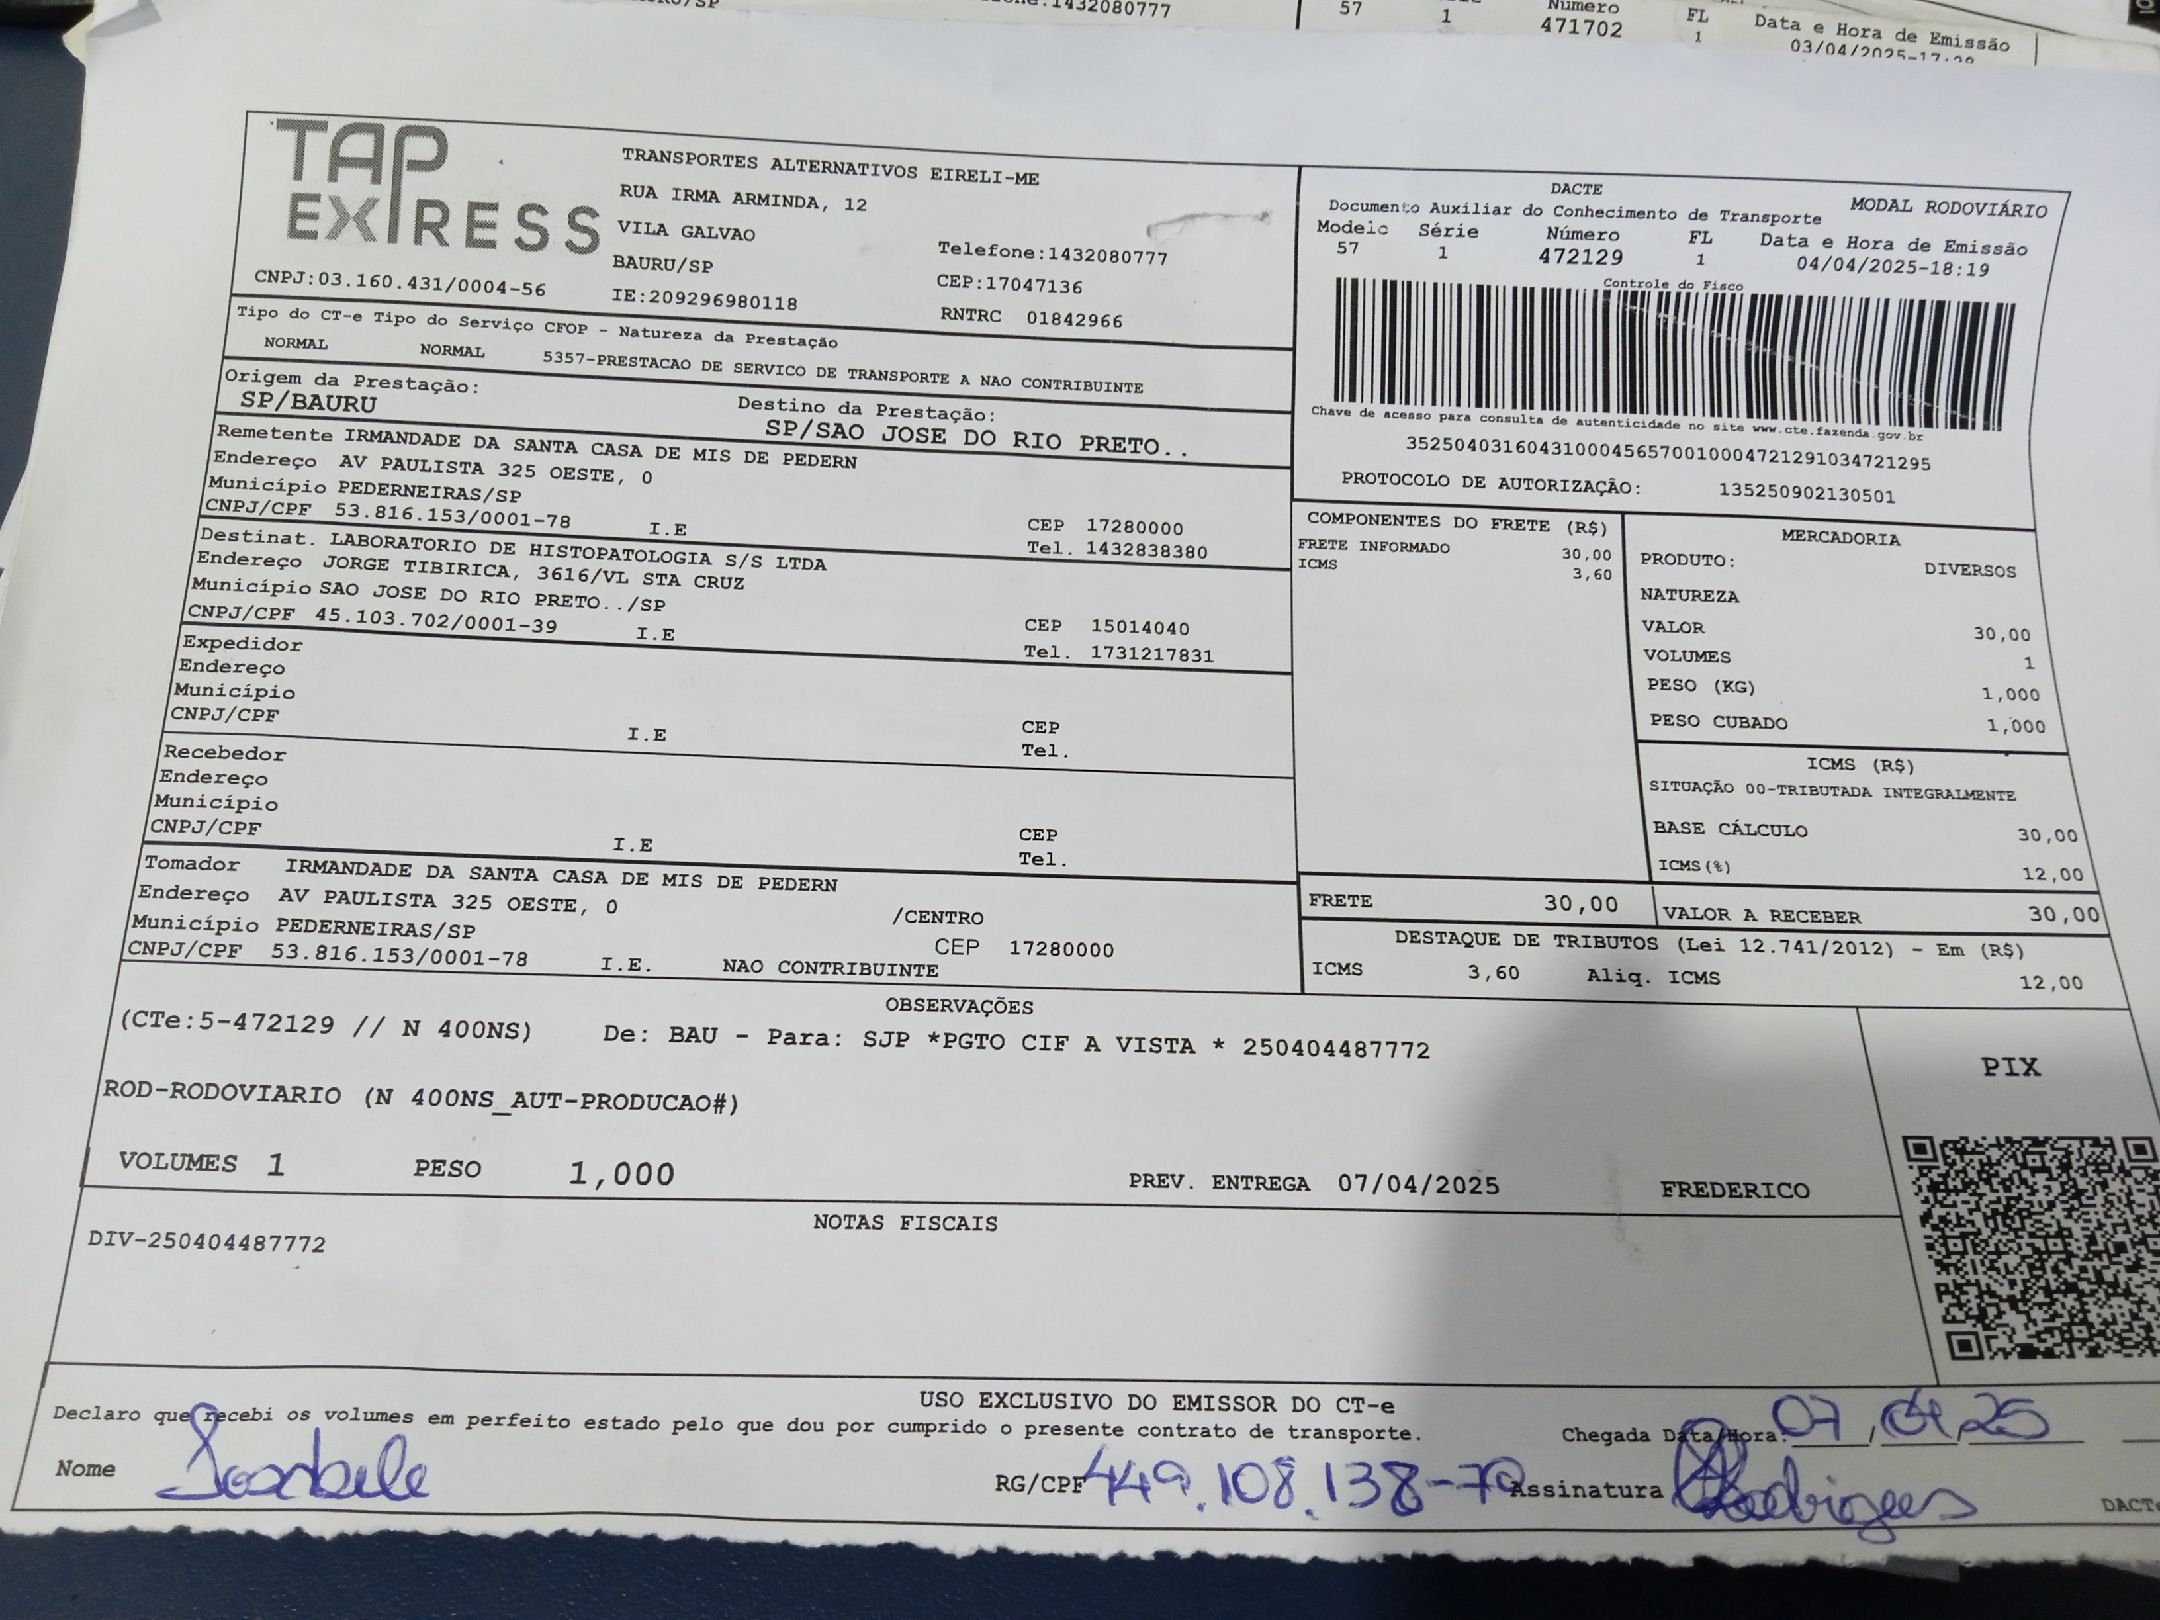 1432080777
57 1 Número 471702 FL 1 Data e Hora de Emissão
TAP EXPRESS
TRANSPORTES ALTERNATIVOS EIRELI-ME
RUA IRMA ARMINDA, 12
VILA GALVAO
BAURU/SP Telefone:1432080777
CNPJ:03.160.431/0004-56 IE:209296980118 CEP:17047136
RNTRC 01842966
DACTE MODAL RODOVIÁRIO
Documento Auxiliar do Conhecimento de Transporte
Modelo Série Número FL Data e Hora de Emissão
57 1 472129 1 04/04/2025-18:19
Controle do Fisco
Chave de acesso para consulta de autenticidade no site www.cte.fazenda.gov.br
35250403160431000456570010004721291034721295
PROTOCOLO DE AUTORIZAÇÃO: 135250902130501
Tipo do CT-e Tipo do Serviço CFOP - Natureza da Prestação
NORMAL NORMAL 5357-PRESTACAO DE SERVICO DE TRANSPORTE A NAO CONTRIBUINTE
Origem da Prestação: Destino da Prestação:
SP/BAURU SP/SAO JOSE DO RIO PRETO..
Remetente IRMANDADE DA SANTA CASA DE MIS DE PEDERN
Endereço AV PAULISTA 325 OESTE, 0
Município PEDERNEIRAS/SP CEP 17280000
CNPJ/CPF 53.816.153/0001-78 I.E Tel. 1432838380
Destinat. LABORATORIO DE HISTOPATOLOGIA S/S LTDA
Endereço JORGE TIBIRICA, 3616/VL STA CRUZ
Município SAO JOSE DO RIO PRETO../SP CEP 15014040
CNPJ/CPF 45.103.702/0001-39 I.E Tel. 1731217831
Expedidor
Endereço
Município CEP
CNPJ/CPF I.E Tel.
Recebedor
Endereço
Município CEP
CNPJ/CPF I.E Tel.
Tomador IRMANDADE DA SANTA CASA DE MIS DE PEDERN
Endereço AV PAULISTA 325 OESTE, 0 /CENTRO
Município PEDERNEIRAS/SP CEP 17280000
CNPJ/CPF 53.816.153/0001-78 I.E. NAO CONTRIBUINTE
COMPONENTES DO FRETE (R$)
FRETE INFORMADO 30,00
ICMS 3,60
MERCADORIA
PRODUTO: DIVERSOS
NATUREZA
VALOR 30,00
VOLUMES 1
PESO (KG) 1,000
PESO CUBADO 1,000
ICMS (R$)
SITUAÇÃO 00-TRIBUTADA INTEGRALMENTE
BASE CÁLCULO 30,00
ICMS(%) 12,00
FRETE 30,00 VALOR A RECEBER 30,00
DESTAQUE DE TRIBUTOS (Lei 12.741/2012) - Em (R$)
ICMS 3,60 Aliq. ICMS 12,00
OBSERVAÇÕES
(CTe:5-472129 // N 400NS) De: BAU - Para: SJP *PGTO CIF A VISTA * 250404487772
ROD-RODOVIARIO (N 400NS_AUT-PRODUCAO#)
PIX
VOLUMES 1 PESO 1,000 PREV. ENTREGA 07/04/2025 FREDERICO
NOTAS FISCAIS
DIV-250404487772
USO EXCLUSIVO DO EMISSOR DO CT-e
Declaro que recebi os volumes em perfeito estado pelo que dou por cumprido o presente contrato de transporte. Chegada Data/Hora: 07/04/25
Nome RG/CPF 449.108.138-70 Assinatura Rodrigues